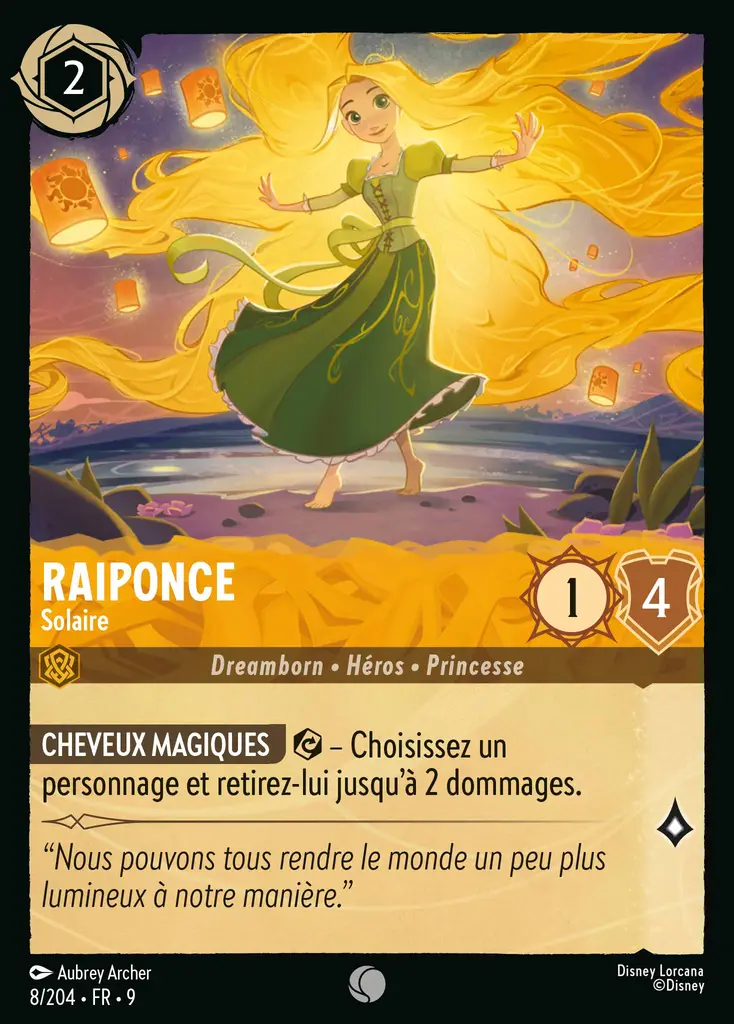 2
RAIPONCE
Solaire
1
4
Dreamborn • Héros • Princesse
CHEVEUX MAGIQUES – Choisissez un
personnage et retirez-lui jusqu’à 2 dommages.
“Nous pouvons tous rendre le monde un peu plus
lumineux à notre manière.”
Aubrey Archer
8/204 • FR • 9
Disney Lorcana
©Disney